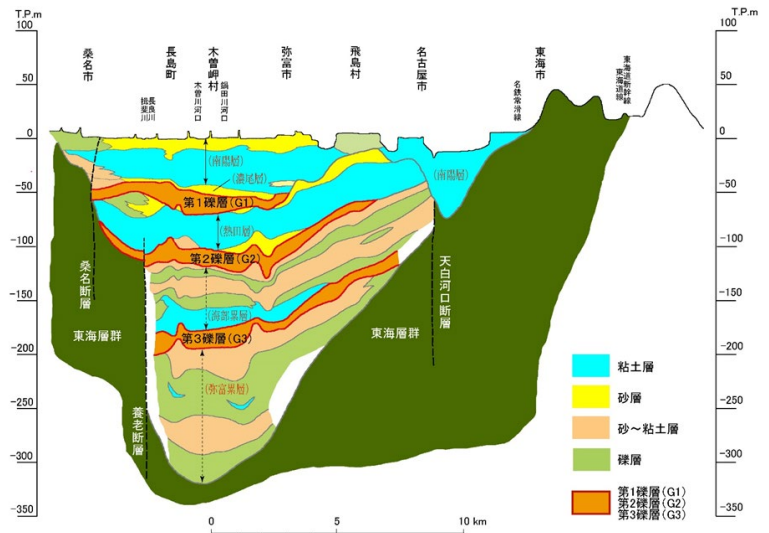 T.P.m
100
50
0
-50
-100
-150
-200
-250
-300
-350
桑名市
長島町
木曽岬村
弥富市
飛島村
名古屋市
東海市
揖斐川
長良川
木曽川河口
鍋田川河口
名鉄常滑線
東海道線
東海道新幹線
T.P.m
100
50
0
-50
-100
-150
-200
-250
-300
-350
(南陽層)
(濃尾層)
第1礫層(G1)
(熱田層)
第2礫層(G2)
(海部累層)
第3礫層(G3)
(弥富累層)
(南陽層)
桑名断層
東海層群
養老断層
東海層群
天白河口断層
粘土層
砂層
砂～粘土層
礫層
第1礫層(G1)
第2礫層(G2)
第3礫層(G3)
0 5 10 km